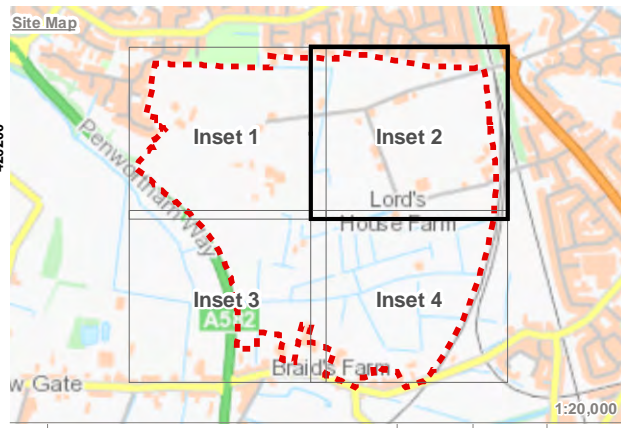 Site Map
Inset 1
Inset 2
Penwortham Way
Lord's
House Farm
Inset 3
Inset 4
A582
Braid's Farm
w Gate
1:20,000